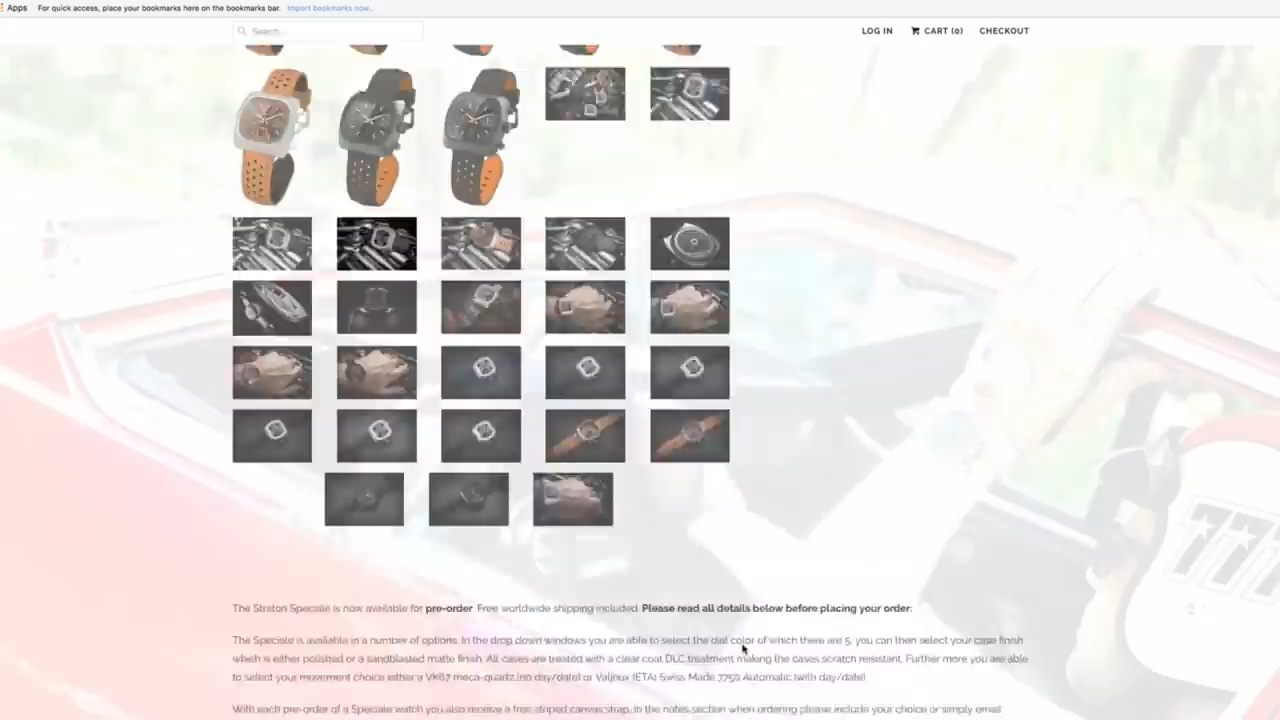 Apps For quick access, place your bookmarks here on the bookmarks bar. Import bookmarks now...
Search...
LOG IN CART (0) CHECKOUT
777
The Straton Speciale is now available for pre-order. Free worldwide shipping included. Please read all details below before placing your order:
The Speciale is available in a number of options. In the drop down windows you are able to select the dial color of which there are 5, you can then select your case finish
which is either polished or a sandblasted matte finish. All cases are treated with a clear coat DLC treatment making the cases scratch resistant. Further more you are able
to select your movement choice either a VK67 meca-quartz (no day/date) or Valjoux (ETA) Swiss Made 7750 Automatic (with day/date)
With each pre-order of a Speciale watch you also receive a free striped canvas strap, in the notes section when ordering please include your choice or simply email